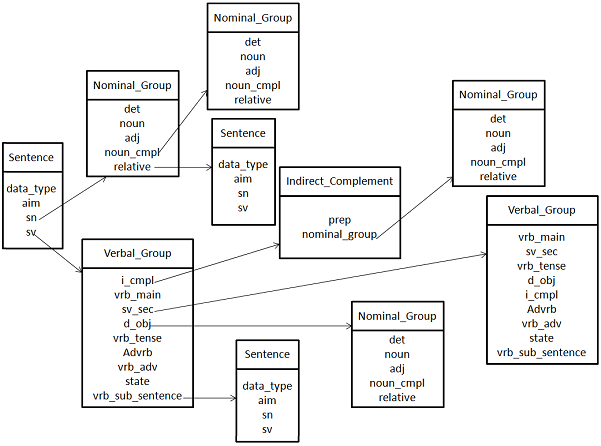 Nominal_Group
det
noun
adj
noun_cmpl
relative
Nominal_Group
det
noun
adj
noun_cmpl
relative
Nominal_Group
det
noun
adj
noun_cmpl
relative
Sentence
data_type
aim
sn
sv
Sentence
data_type
aim
sn
sv
Indirect_Complement
prep
nominal_group
Verbal_Group
vrb_main
sv_sec
vrb_tense
d_obj
i_cmpl
Advrb
vrb_adv
state
vrb_sub_sentence
Verbal_Group
i_cmpl
vrb_main
sv_sec
d_obj
vrb_tense
Advrb
vrb_adv
state
vrb_sub_sentence
Nominal_Group
det
noun
adj
noun_cmpl
relative
Sentence
data_type
aim
sn
sv